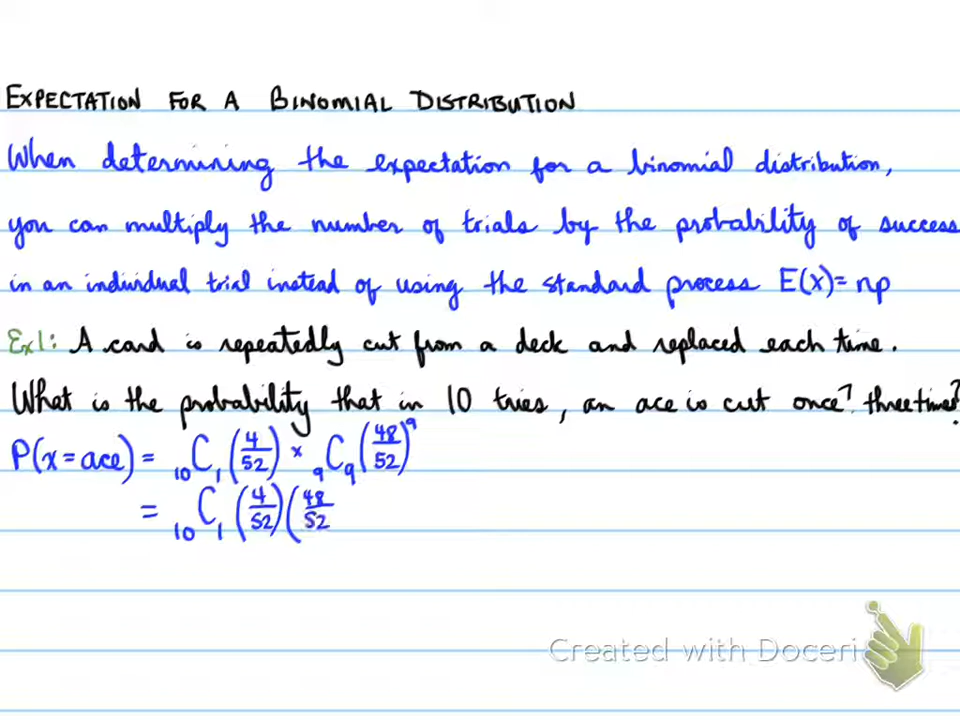 EXPECTATION FOR A BINOMIAL DISTRIBUTION
When determining the expectation for a binomial distribution,
you can multiply the number of trials by the probability of success
in an individual trial instead of using the standard process E(x)= np
Ex1: A card is repeatedly cut from a deck and replaced each time.
What is the probability that in 10 tries, an ace is cut once? three times?
P(x=ace) = ₁₀C₁ (4/52) × ₉C₉ (48/52)⁹
= ₁₀C₁ (4/52)(48/52
Created with Doceri